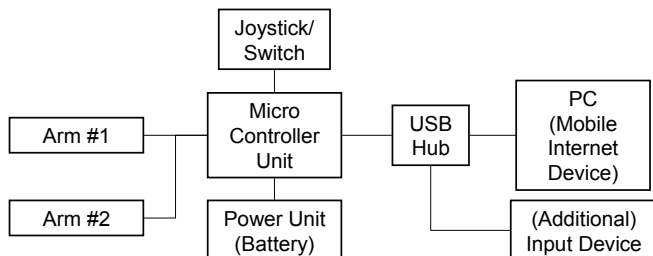 Joystick/
Switch
Arm #1
Micro
Controller
Unit
USB
Hub
PC
(Mobile
Internet
Device)
Arm #2
Power Unit
(Battery)
(Additional)
Input Device